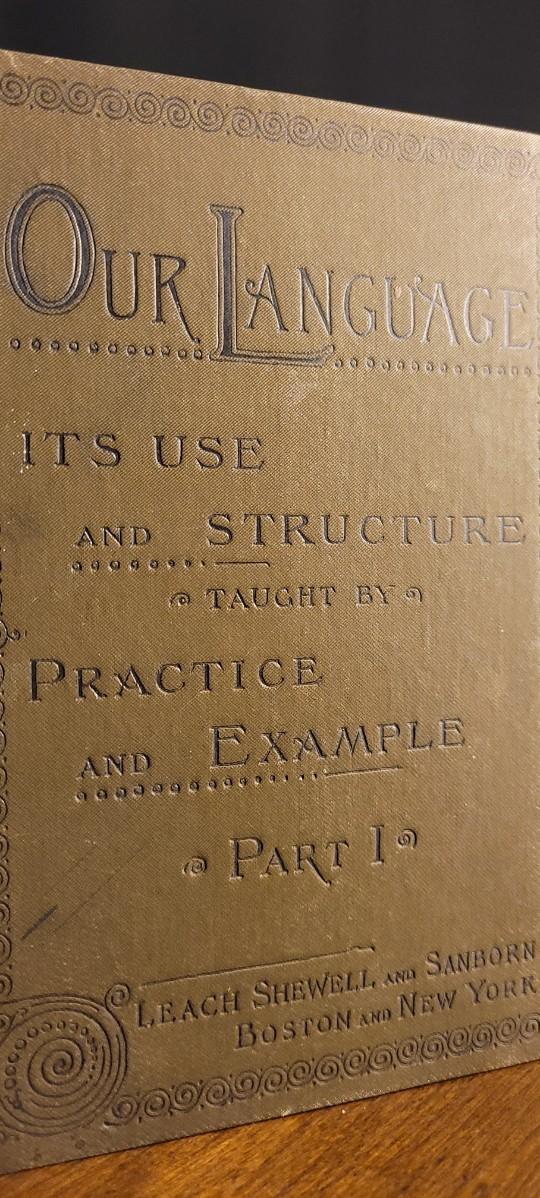 OUR LANGUAGE
ITS USE
AND STRUCTURE
TAUGHT BY
PRACTICE
AND EXAMPLE
PART I
LEACH SHEWELL AND SANBORN
BOSTON AND NEW YORK